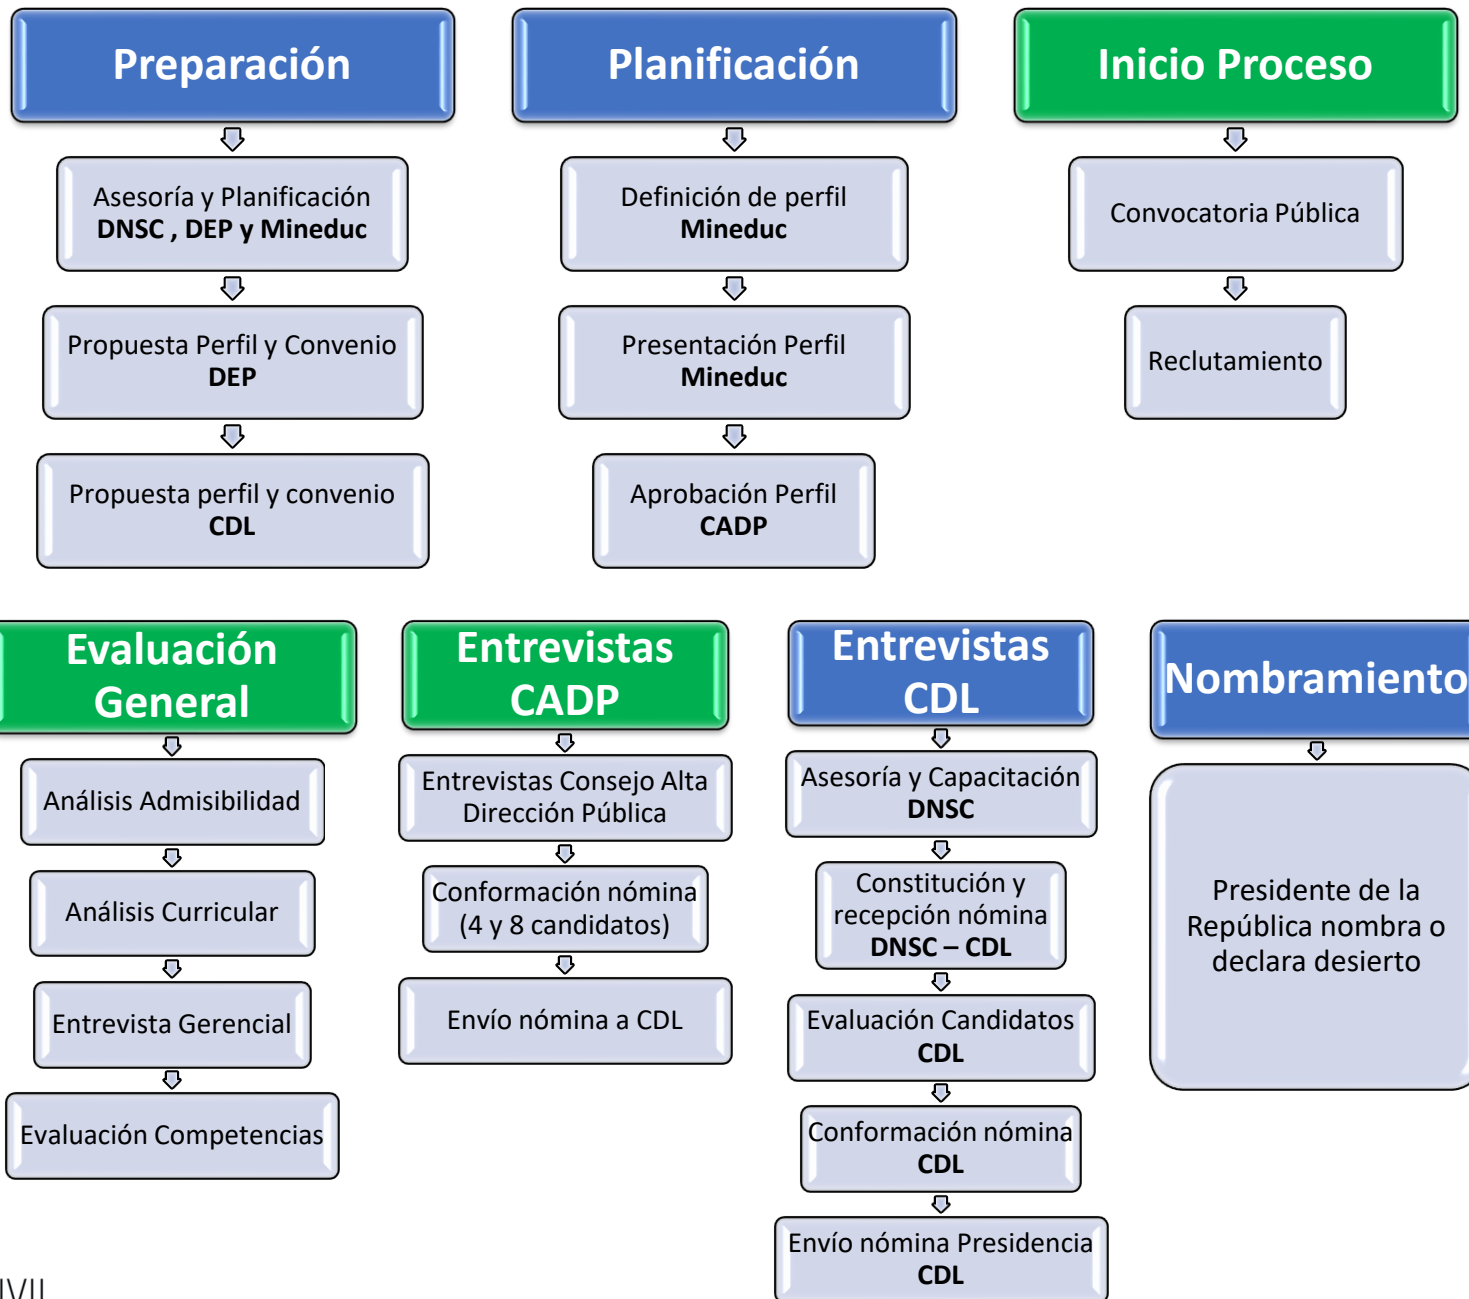 Preparación
Asesoría y Planificación
DNSC , DEP y Mineduc
Propuesta Perfil y Convenio
DEP
Propuesta perfil y convenio
CDL
Planificación
Definición de perfil
Mineduc
Presentación Perfil
Mineduc
Aprobación Perfil
CADP
Inicio Proceso
Convocatoria Pública
Reclutamiento
Evaluación
General
Análisis Admisibilidad
Análisis Curricular
Entrevista Gerencial
Evaluación Competencias
Entrevistas
CADP
Entrevistas Consejo Alta
Dirección Pública
Conformación nómina
(4 y 8 candidatos)
Envío nómina a CDL
Entrevistas
CDL
Asesoría y Capacitación
DNSC
Constitución y
recepción nómina
DNSC – CDL
Evaluación Candidatos
CDL
Conformación nómina
CDL
Envío nómina Presidencia
CDL
Nombramiento
Presidente de la
República nombra o
declara desierto